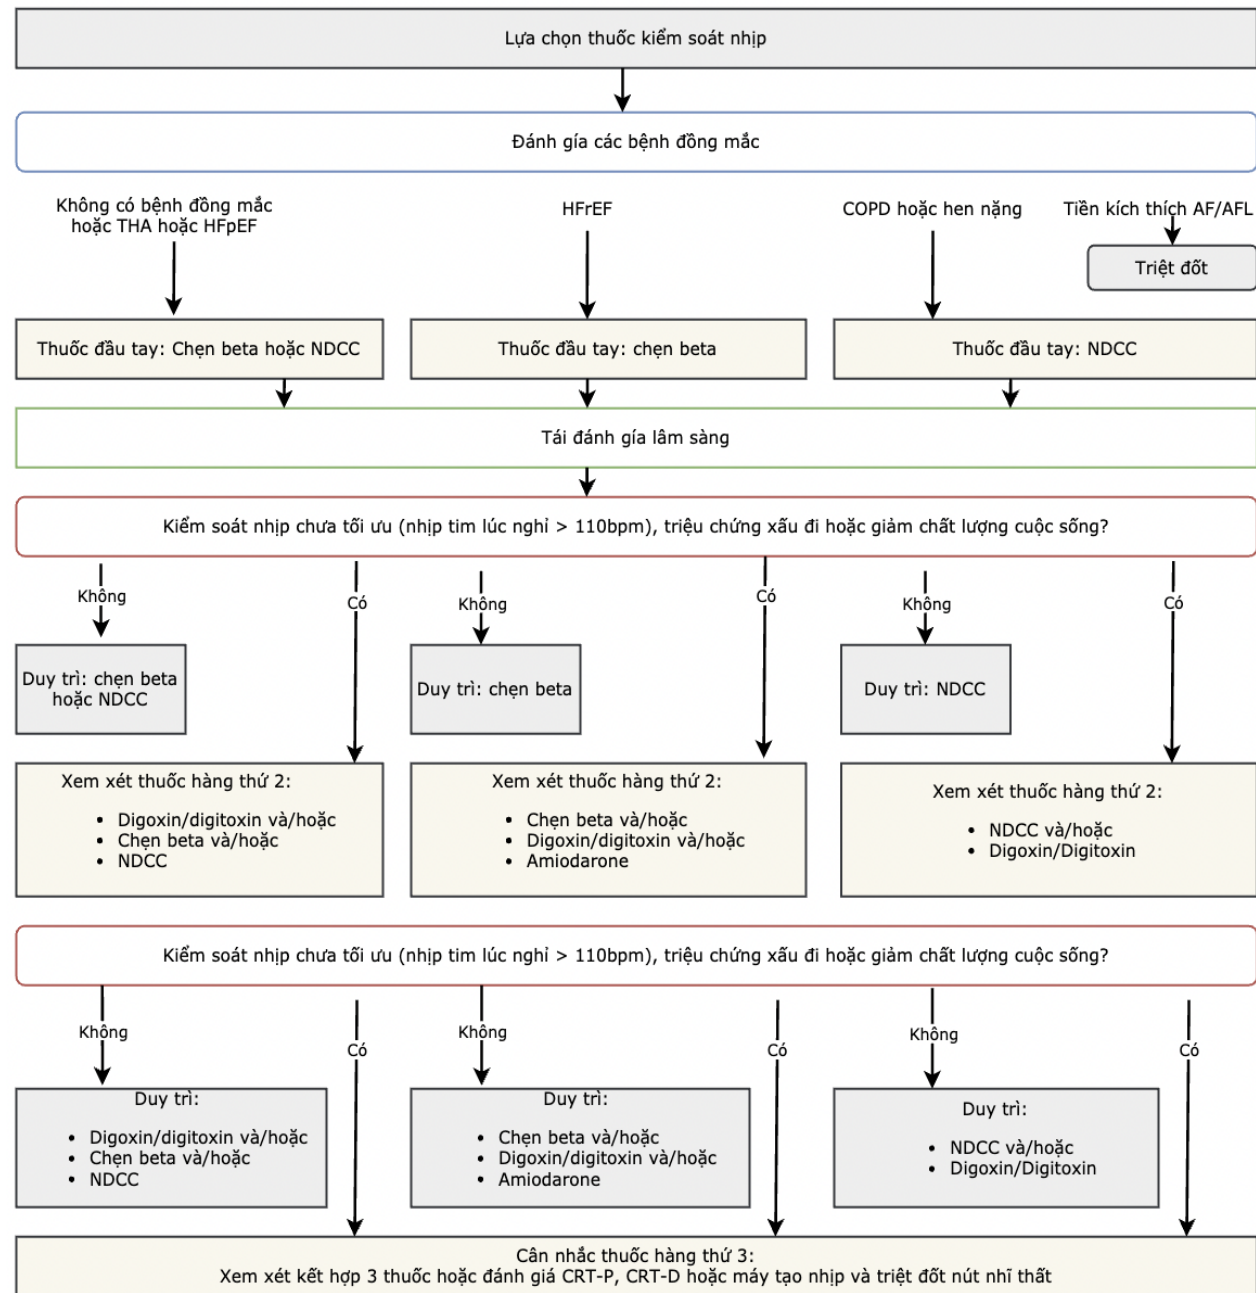 Lựa chọn thuốc kiểm soát nhịp
Đánh gía các bệnh đồng mắc
Không có bệnh đồng mắc
hoặc THA hoặc HFpEF
HFrEF
COPD hoặc hen nặng
Tiền kích thích AF/AFL
Triệt đốt
Thuốc đầu tay: Chẹn beta hoặc NDCC
Thuốc đầu tay: chẹn beta
Thuốc đầu tay: NDCC
Tái đánh gía lâm sàng
Kiểm soát nhịp chưa tối ưu (nhịp tim lúc nghỉ > 110bpm), triệu chứng xấu đi hoặc giảm chất lượng cuộc sống?
Không
Có
Không
Có
Không
Có
Duy trì: chẹn beta
hoặc NDCC
Duy trì: chẹn beta
Duy trì: NDCC
Xem xét thuốc hàng thứ 2:
• Digoxin/digitoxin và/hoặc
• Chẹn beta và/hoặc
• NDCC
Xem xét thuốc hàng thứ 2:
• Chẹn beta và/hoặc
• Digoxin/digitoxin và/hoặc
• Amiodarone
Xem xét thuốc hàng thứ 2:
• NDCC và/hoặc
• Digoxin/Digitoxin
Kiểm soát nhịp chưa tối ưu (nhịp tim lúc nghỉ > 110bpm), triệu chứng xấu đi hoặc giảm chất lượng cuộc sống?
Không
Có
Không
Có
Không
Có
Duy trì:
• Digoxin/digitoxin và/hoặc
• Chẹn beta và/hoặc
• NDCC
Duy trì:
• Chẹn beta và/hoặc
• Digoxin/digitoxin và/hoặc
• Amiodarone
Duy trì:
• NDCC và/hoặc
• Digoxin/Digitoxin
Cân nhắc thuốc hàng thứ 3:
Xem xét kết hợp 3 thuốc hoặc đánh giá CRT-P, CRT-D hoặc máy tạo nhịp và triệt đốt nút nhĩ thất